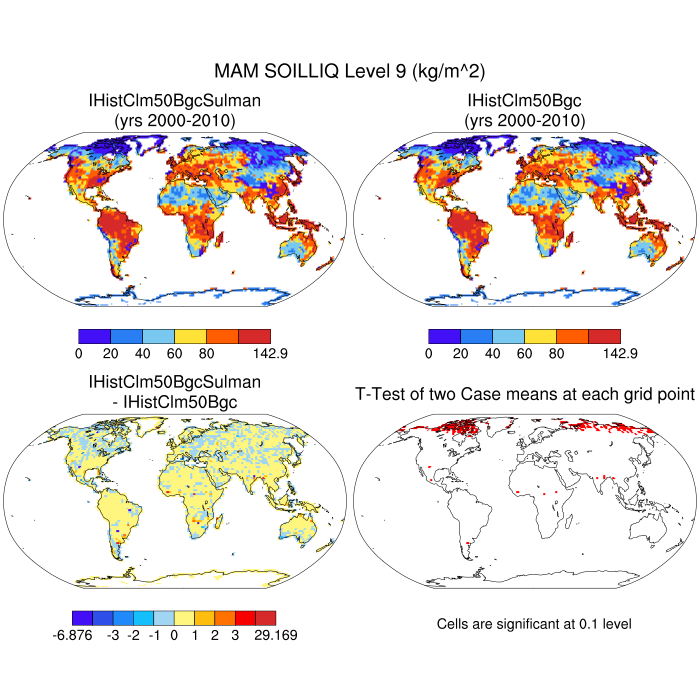 MAM SOILLIQ Level 9 (kg/m^2)
IHistClm50BgcSulman
(yrs 2000-2010)
IHistClm50Bgc
(yrs 2000-2010)
0 20 40 60 80 142.9
0 20 40 60 80 142.9
IHistClm50BgcSulman
- IHistClm50Bgc
T-Test of two Case means at each grid point
-6.876 -3 -2 -1 0 1 2 3 29.169
Cells are significant at 0.1 level